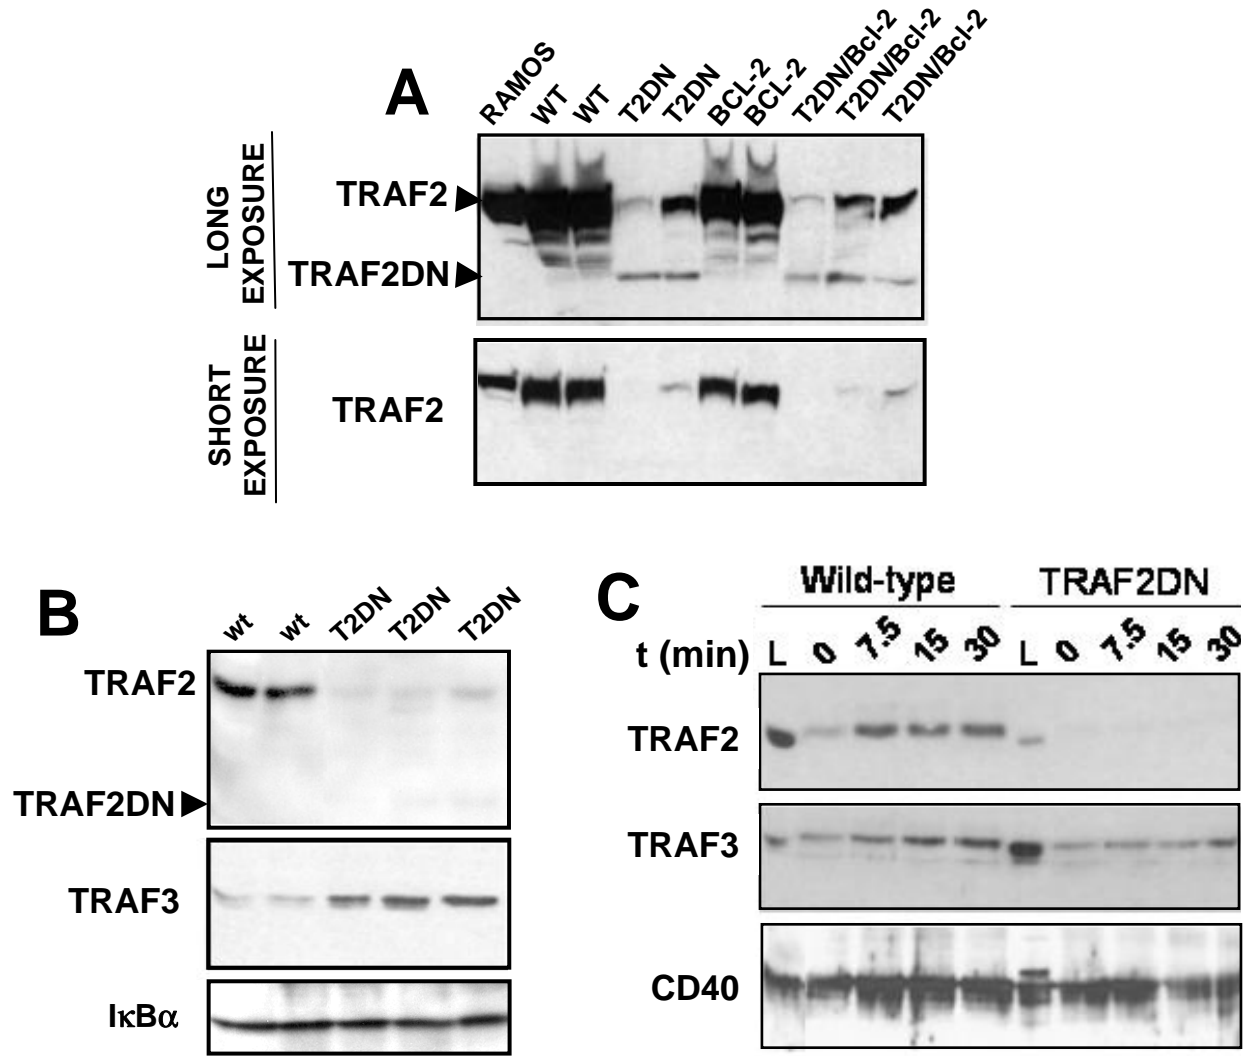 A
RAMOS
WT
WT
T2DN
T2DN
BCL-2
BCL-2
T2DN/Bcl-2
T2DN/Bcl-2
T2DN/Bcl-2
LONG
EXPOSURE
TRAF2
TRAF2DN
SHORT
EXPOSURE
TRAF2
B
wt
wt
T2DN
T2DN
T2DN
TRAF2
TRAF2DN
TRAF3
IκBα
C
Wild-type
TRAF2DN
t (min)
L
0
7.5
15
30
L
0
7.5
15
30
TRAF2
TRAF3
CD40